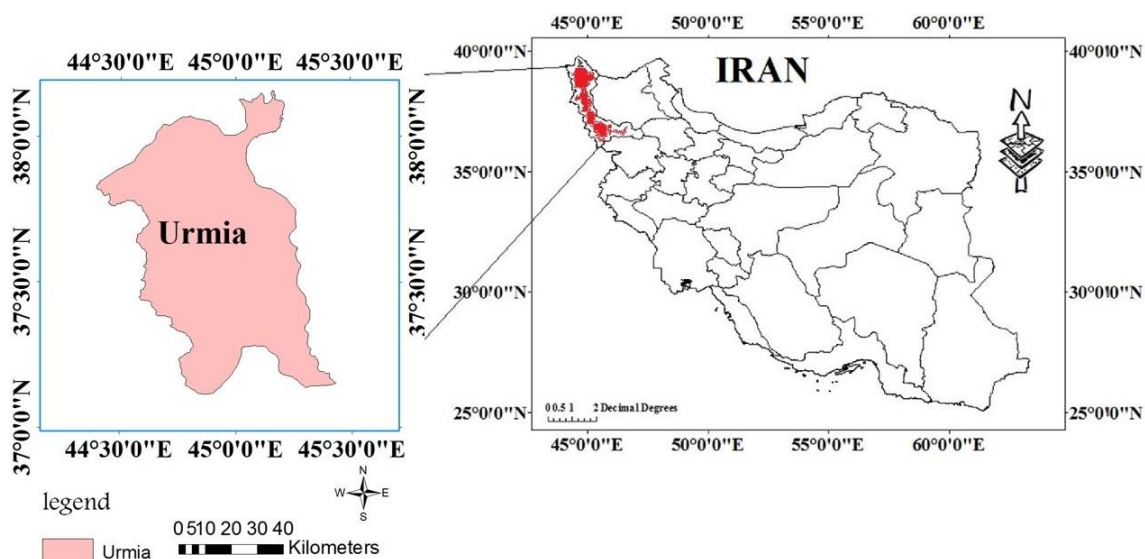 44°30'0"E 45°0'0"E 45°30'0"E
38°0'0"N
37°30'0"N
37°0'0"N
Urmia
38°0'0"N
37°30'0"N
37°0'0"N
44°30'0"E 45°0'0"E 45°30'0"E
legend
Urmia
N
W E
S
0 510 20 30 40
Kilometers
45°0'0"E 50°0'0"E 55°0'0"E 60°0'0"E
40°0'0"N
35°0'0"N
30°0'0"N
25°0'0"N
IRAN
N
40°0'10"N
35°0'10"N
30°0'10"N
25°0'10"N
0 0.5 1 2 Decimal Degrees
45°0'0"E 50°0'0"E 55°0'0"E 60°0'0"E